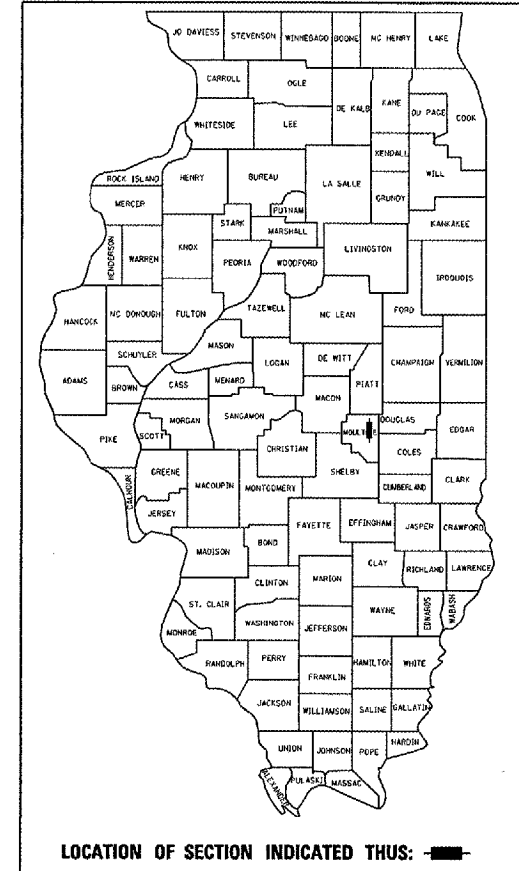 JO DAVIESS STEVENSON WINNEBAGO BOONE MC HENRY LAKE
CARROLL OGLE DE KALB KANE DU PAGE COOK
WHITESIDE LEE
KENDALL WILL
ROCK ISLAND HENRY BUREAU LA SALLE GRUNDY
MERCER STARK PUTNAM KANKAKEE
HENDERSON WARREN KNOX MARSHALL LIVINGSTON
PEORIA WOODFORD IROQUOIS
HANCOCK MC DONOUGH FULTON TAZEWELL MC LEAN FORD
SCHUYLER MASON LOGAN DE WITT CHAMPAIGN VERMILION
ADAMS BROWN CASS MENARD MACON PIATT
PIKE SCOTT MORGAN SANGAMON CHRISTIAN MOULTRIE DOUGLAS EDGAR
COLES
GREENE MACOUPIN MONTGOMERY SHELBY CUMBERLAND CLARK
CALHOUN JERSEY FAYETTE EFFINGHAM JASPER CRAWFORD
MADISON BOND CLAY RICHLAND LAWRENCE
CLINTON MARION
ST. CLAIR WASHINGTON JEFFERSON WAYNE EDWARDS WABASH
MONROE
RANDOLPH PERRY FRANKLIN HAMILTON WHITE
JACKSON WILLIAMSON SALINE GALLATIN
UNION JOHNSON POPE HARDIN
ALEXANDER PULASKI MASSAC
LOCATION OF SECTION INDICATED THUS: